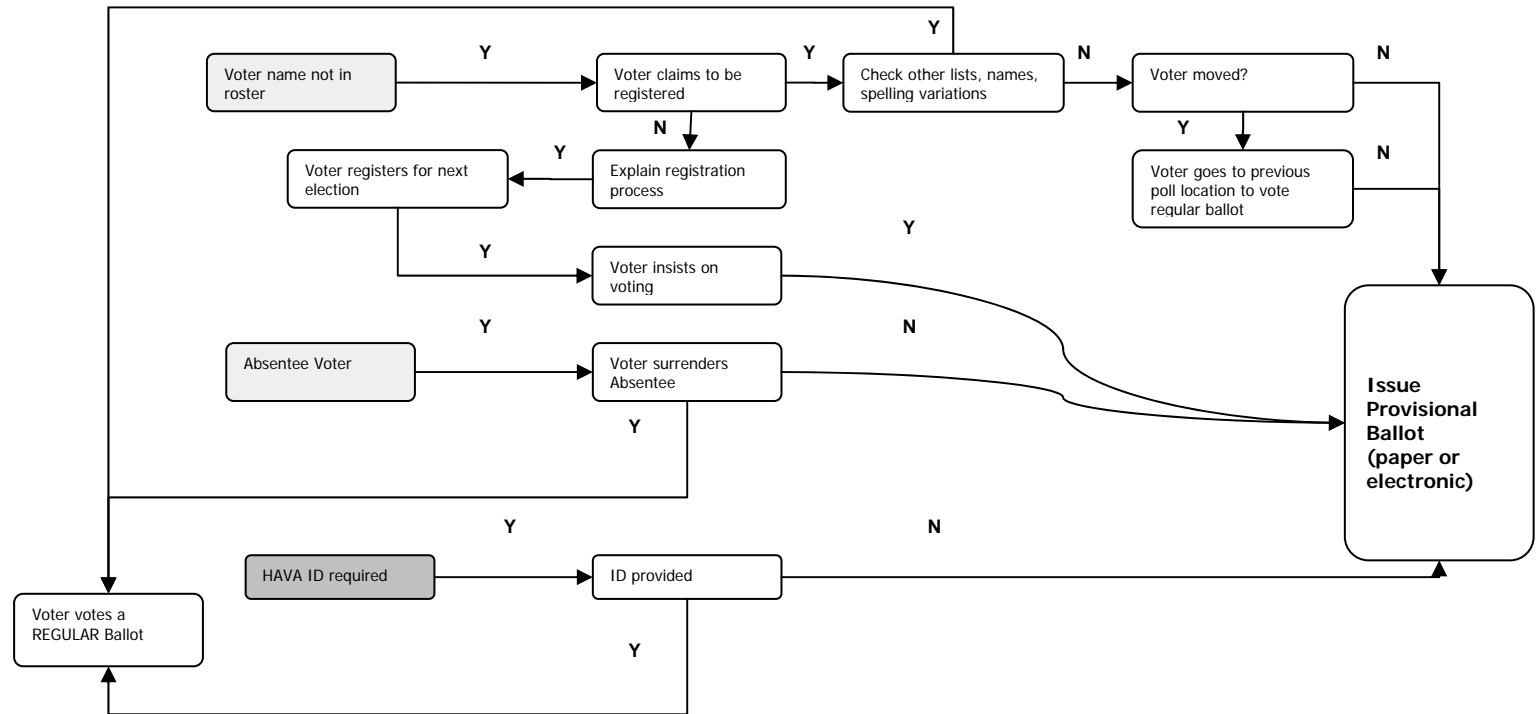 Y
Y
Y
N
N
Voter name not in
roster
Voter claims to be
registered
Check other lists, names,
spelling variations
Voter moved?
N
Y
Y
N
Voter registers for next
election
Explain registration
process
Voter goes to previous
poll location to vote
regular ballot
Y
Y
Voter insists on
voting
Y
N
Absentee Voter
Voter surrenders
Absentee
Issue
Provisional
Ballot
(paper or
electronic)
Y
Y
N
HAVA ID required
ID provided
Voter votes a
REGULAR Ballot
Y